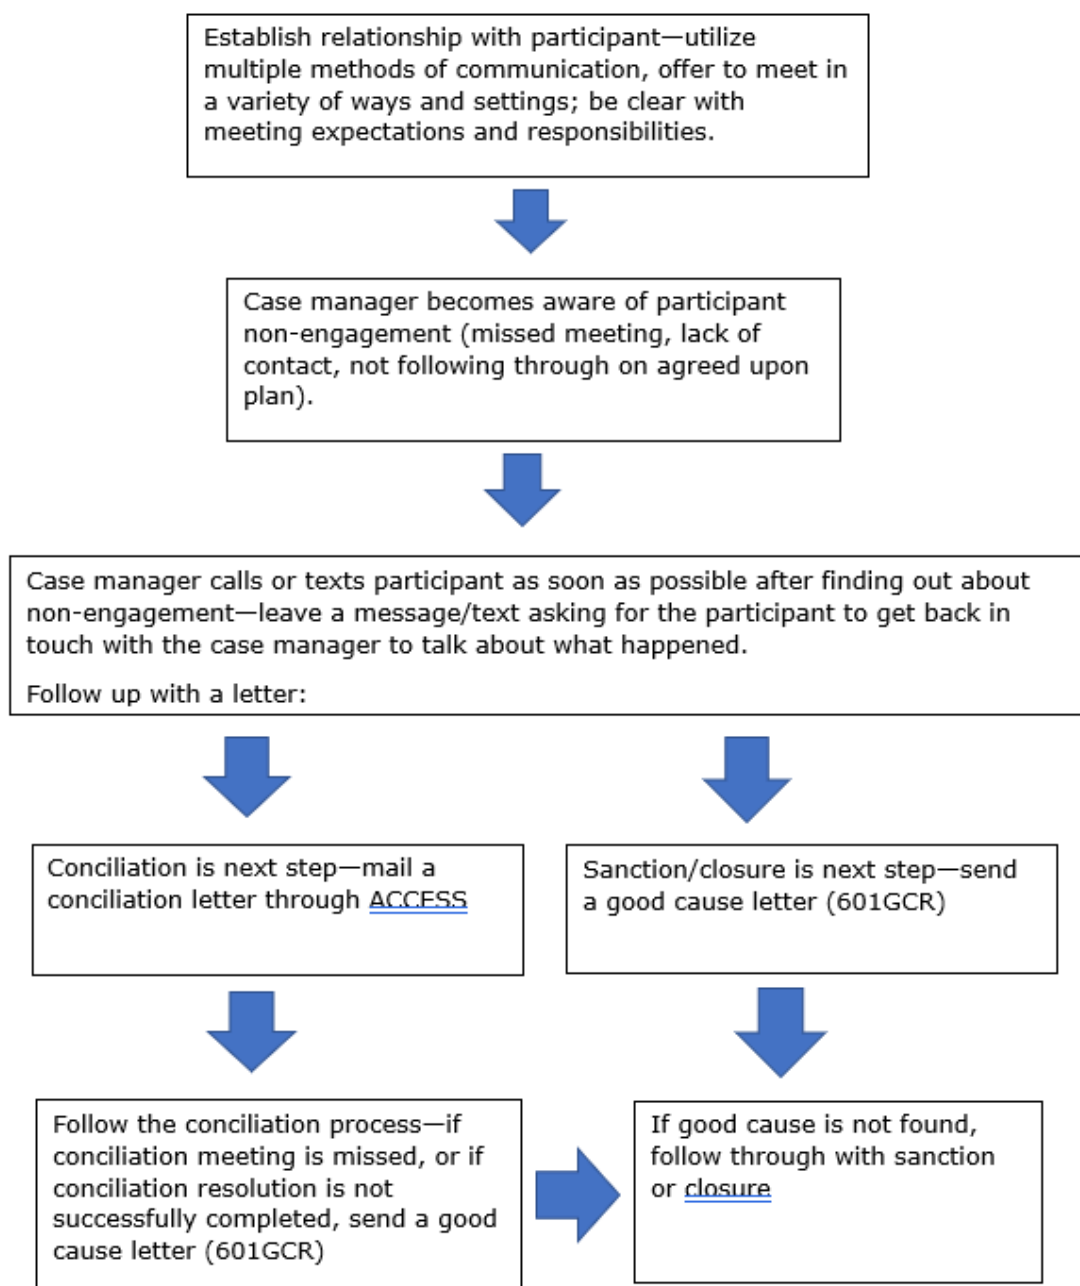 Establish relationship with participant—utilize
multiple methods of communication, offer to meet in
a variety of ways and settings; be clear with
meeting expectations and responsibilities.
Case manager becomes aware of participant
non-engagement (missed meeting, lack of
contact, not following through on agreed upon
plan).
Case manager calls or texts participant as soon as possible after finding out about
non-engagement—leave a message/text asking for the participant to get back in
touch with the case manager to talk about what happened.
Follow up with a letter:
Conciliation is next step—mail a
conciliation letter through ACCESS
Sanction/closure is next step—send
a good cause letter (601GCR)
Follow the conciliation process—if
conciliation meeting is missed, or if
conciliation resolution is not
successfully completed, send a good
cause letter (601GCR)
If good cause is not found,
follow through with sanction
or closure